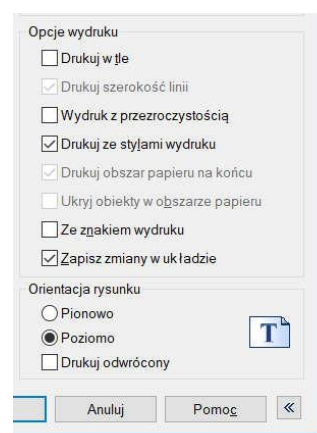 Opcje wydruku
Drukuj w tle
Drukuj szerokość linii
Wydruk z przezroczystością
Drukuj ze stylami wydruku
Drukuj obszar papieru na końcu
Ukryj obiekty w obszarze papieru
Ze znakiem wydruku
Zapisz zmiany w układzie
Orientacja rysunku
Pionowo
Poziomo
Drukuj odwrócony
T
Anuluj
Pomoc
«